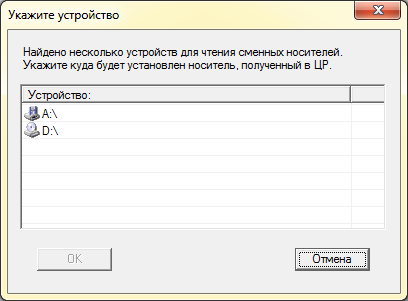 Укажите устройство
Найдено несколько устройств для чтения сменных носителей.
Укажите куда будет установлен носитель, полученный в ЦР.
Устройство:
A:\
D:\
OK
Отмена